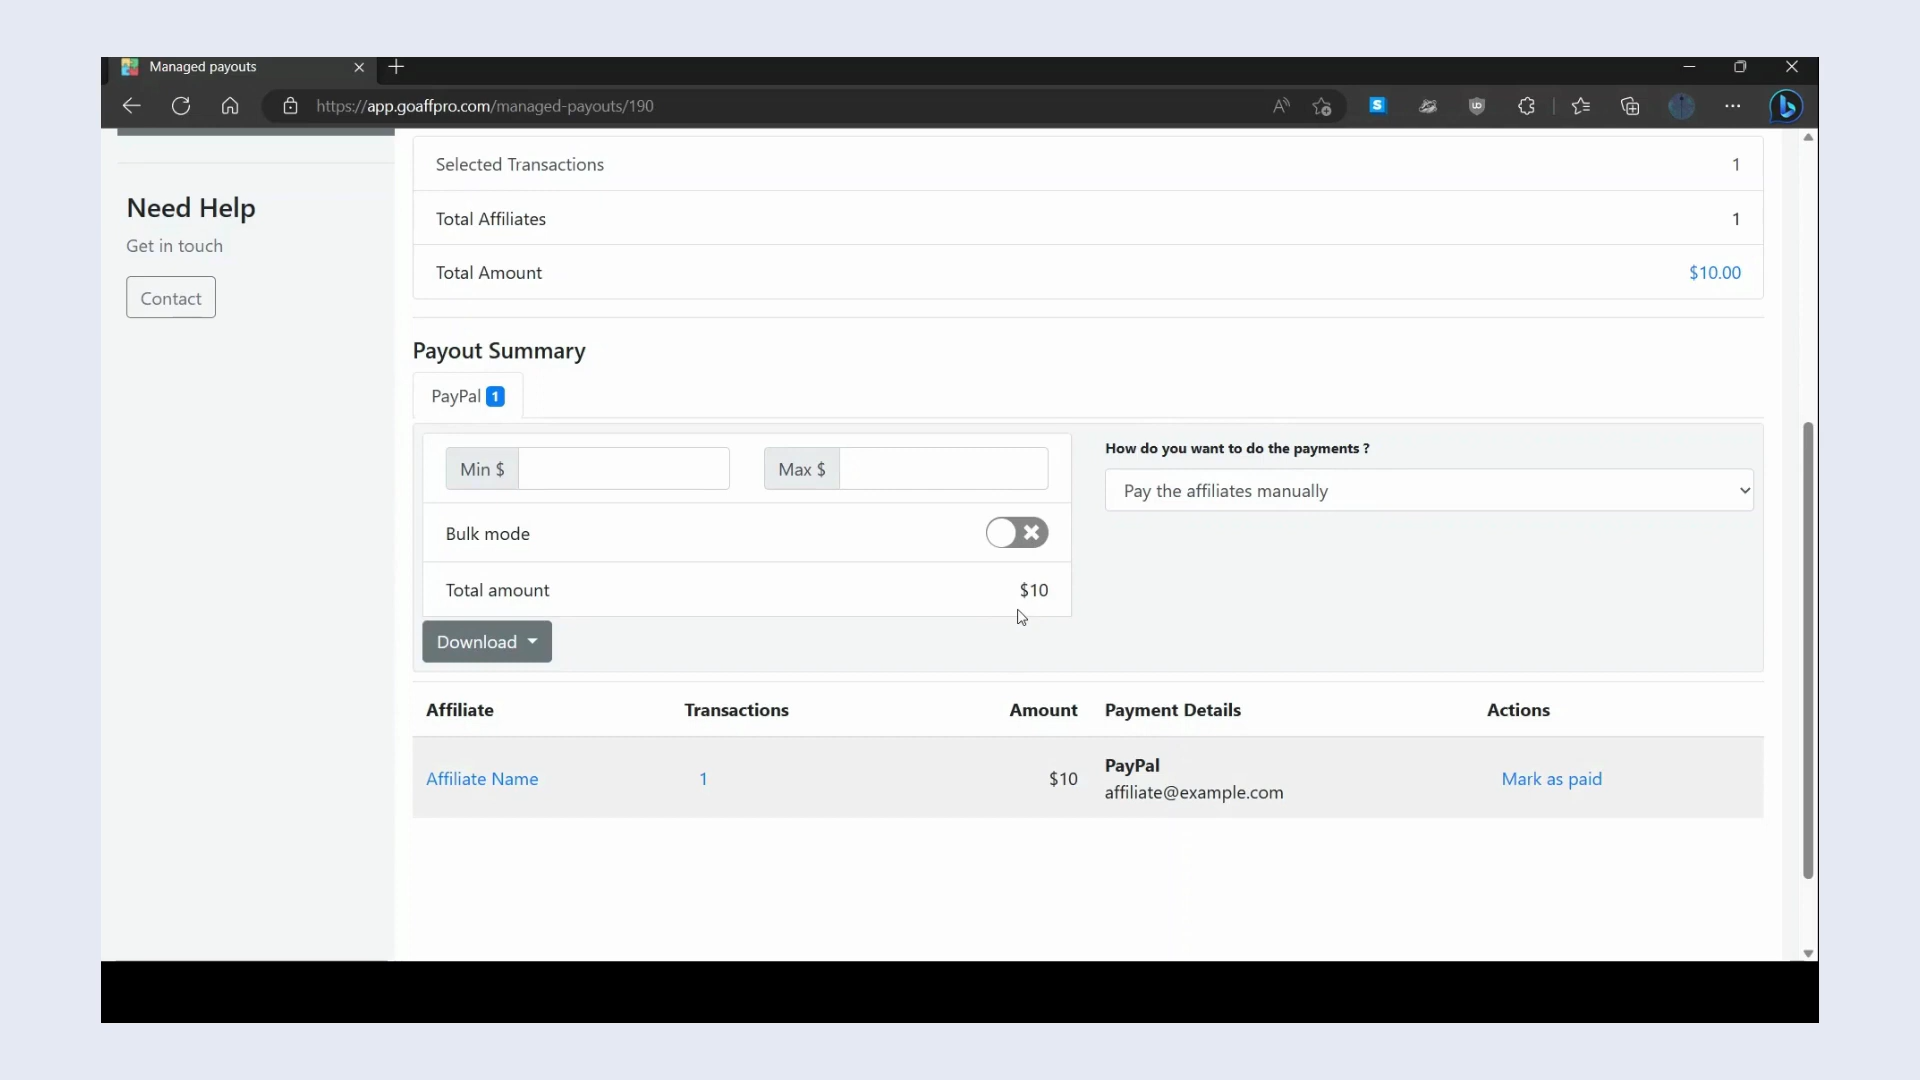 Managed payouts
https://app.goaffpro.com/managed-payouts/190
Need Help
Get in touch
Contact
Selected Transactions 1
Total Affiliates 1
Total Amount $10.00
Payout Summary
PayPal 1
Min $ Max $
Bulk mode
Total amount $10
Download
How do you want to do the payments ?
Pay the affiliates manually
Affiliate Transactions Amount Payment Details Actions
Affiliate Name 1 $10 PayPal Mark as paid
affiliate@example.com